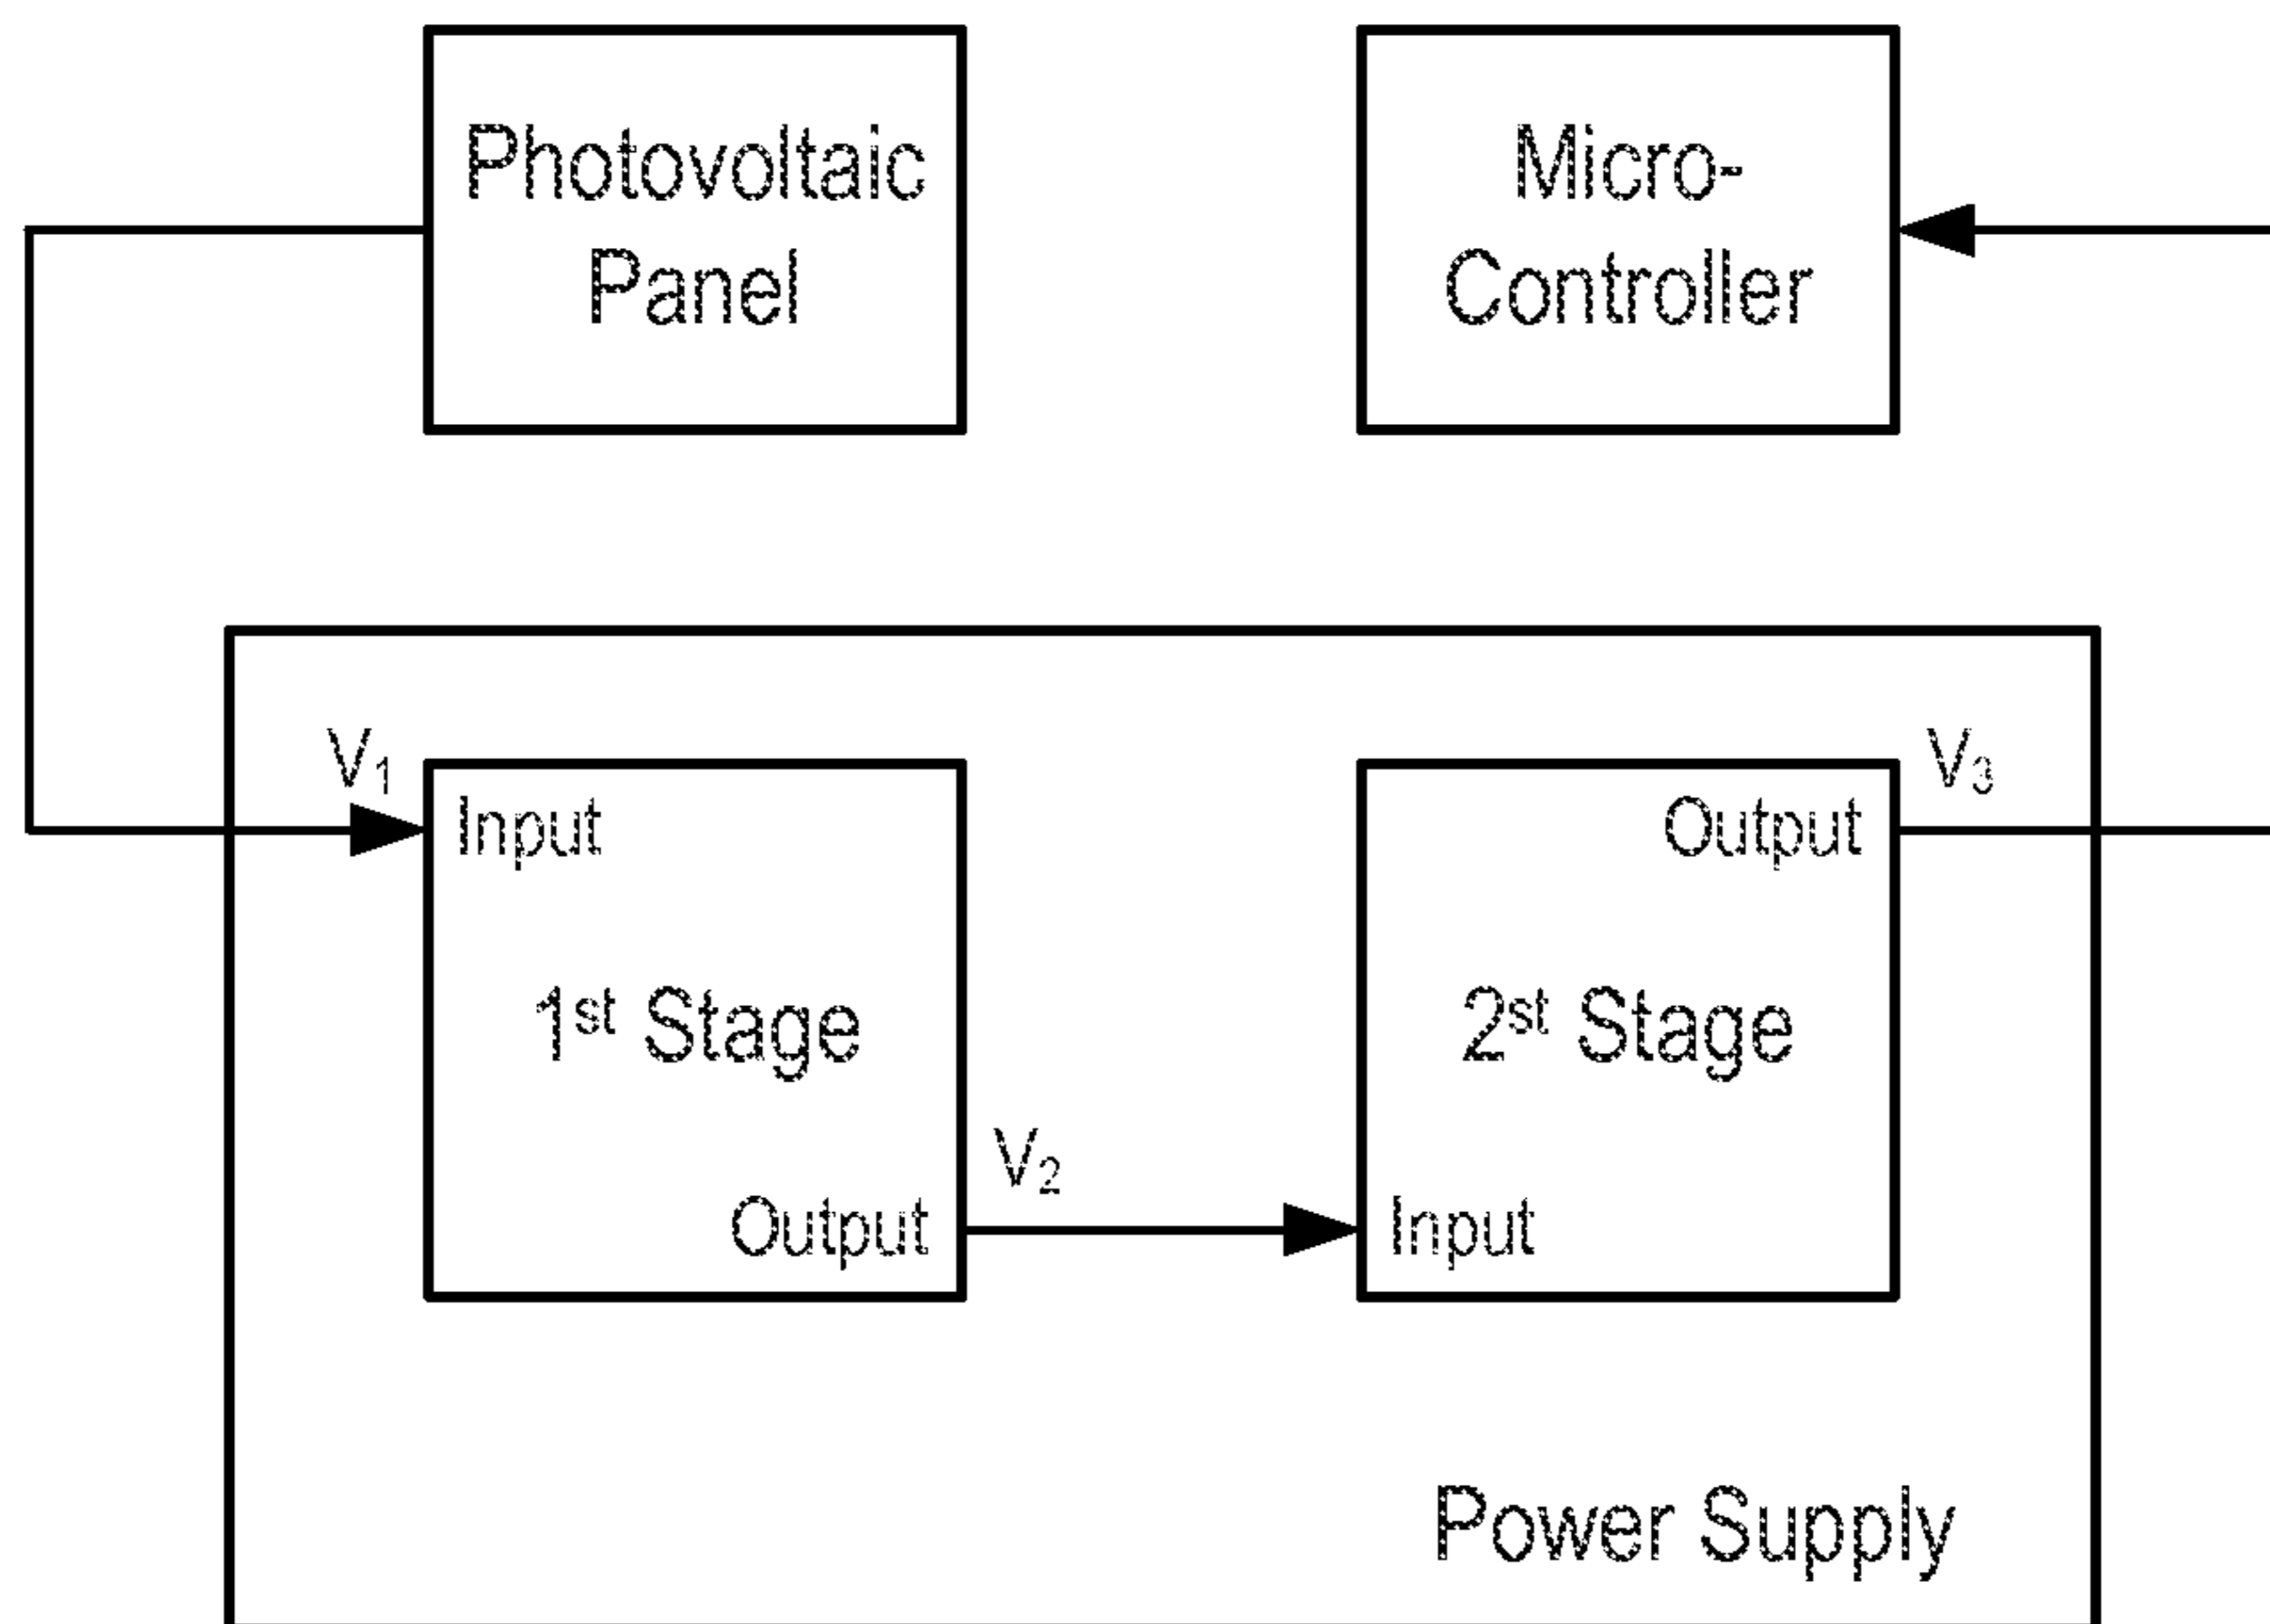 Photovoltaic
Panel
Micro-
Controller
V₁
Input
1ˢᵗ Stage
Output
V₂
V₃
Output
2ˢᵗ Stage
Input
Power Supply